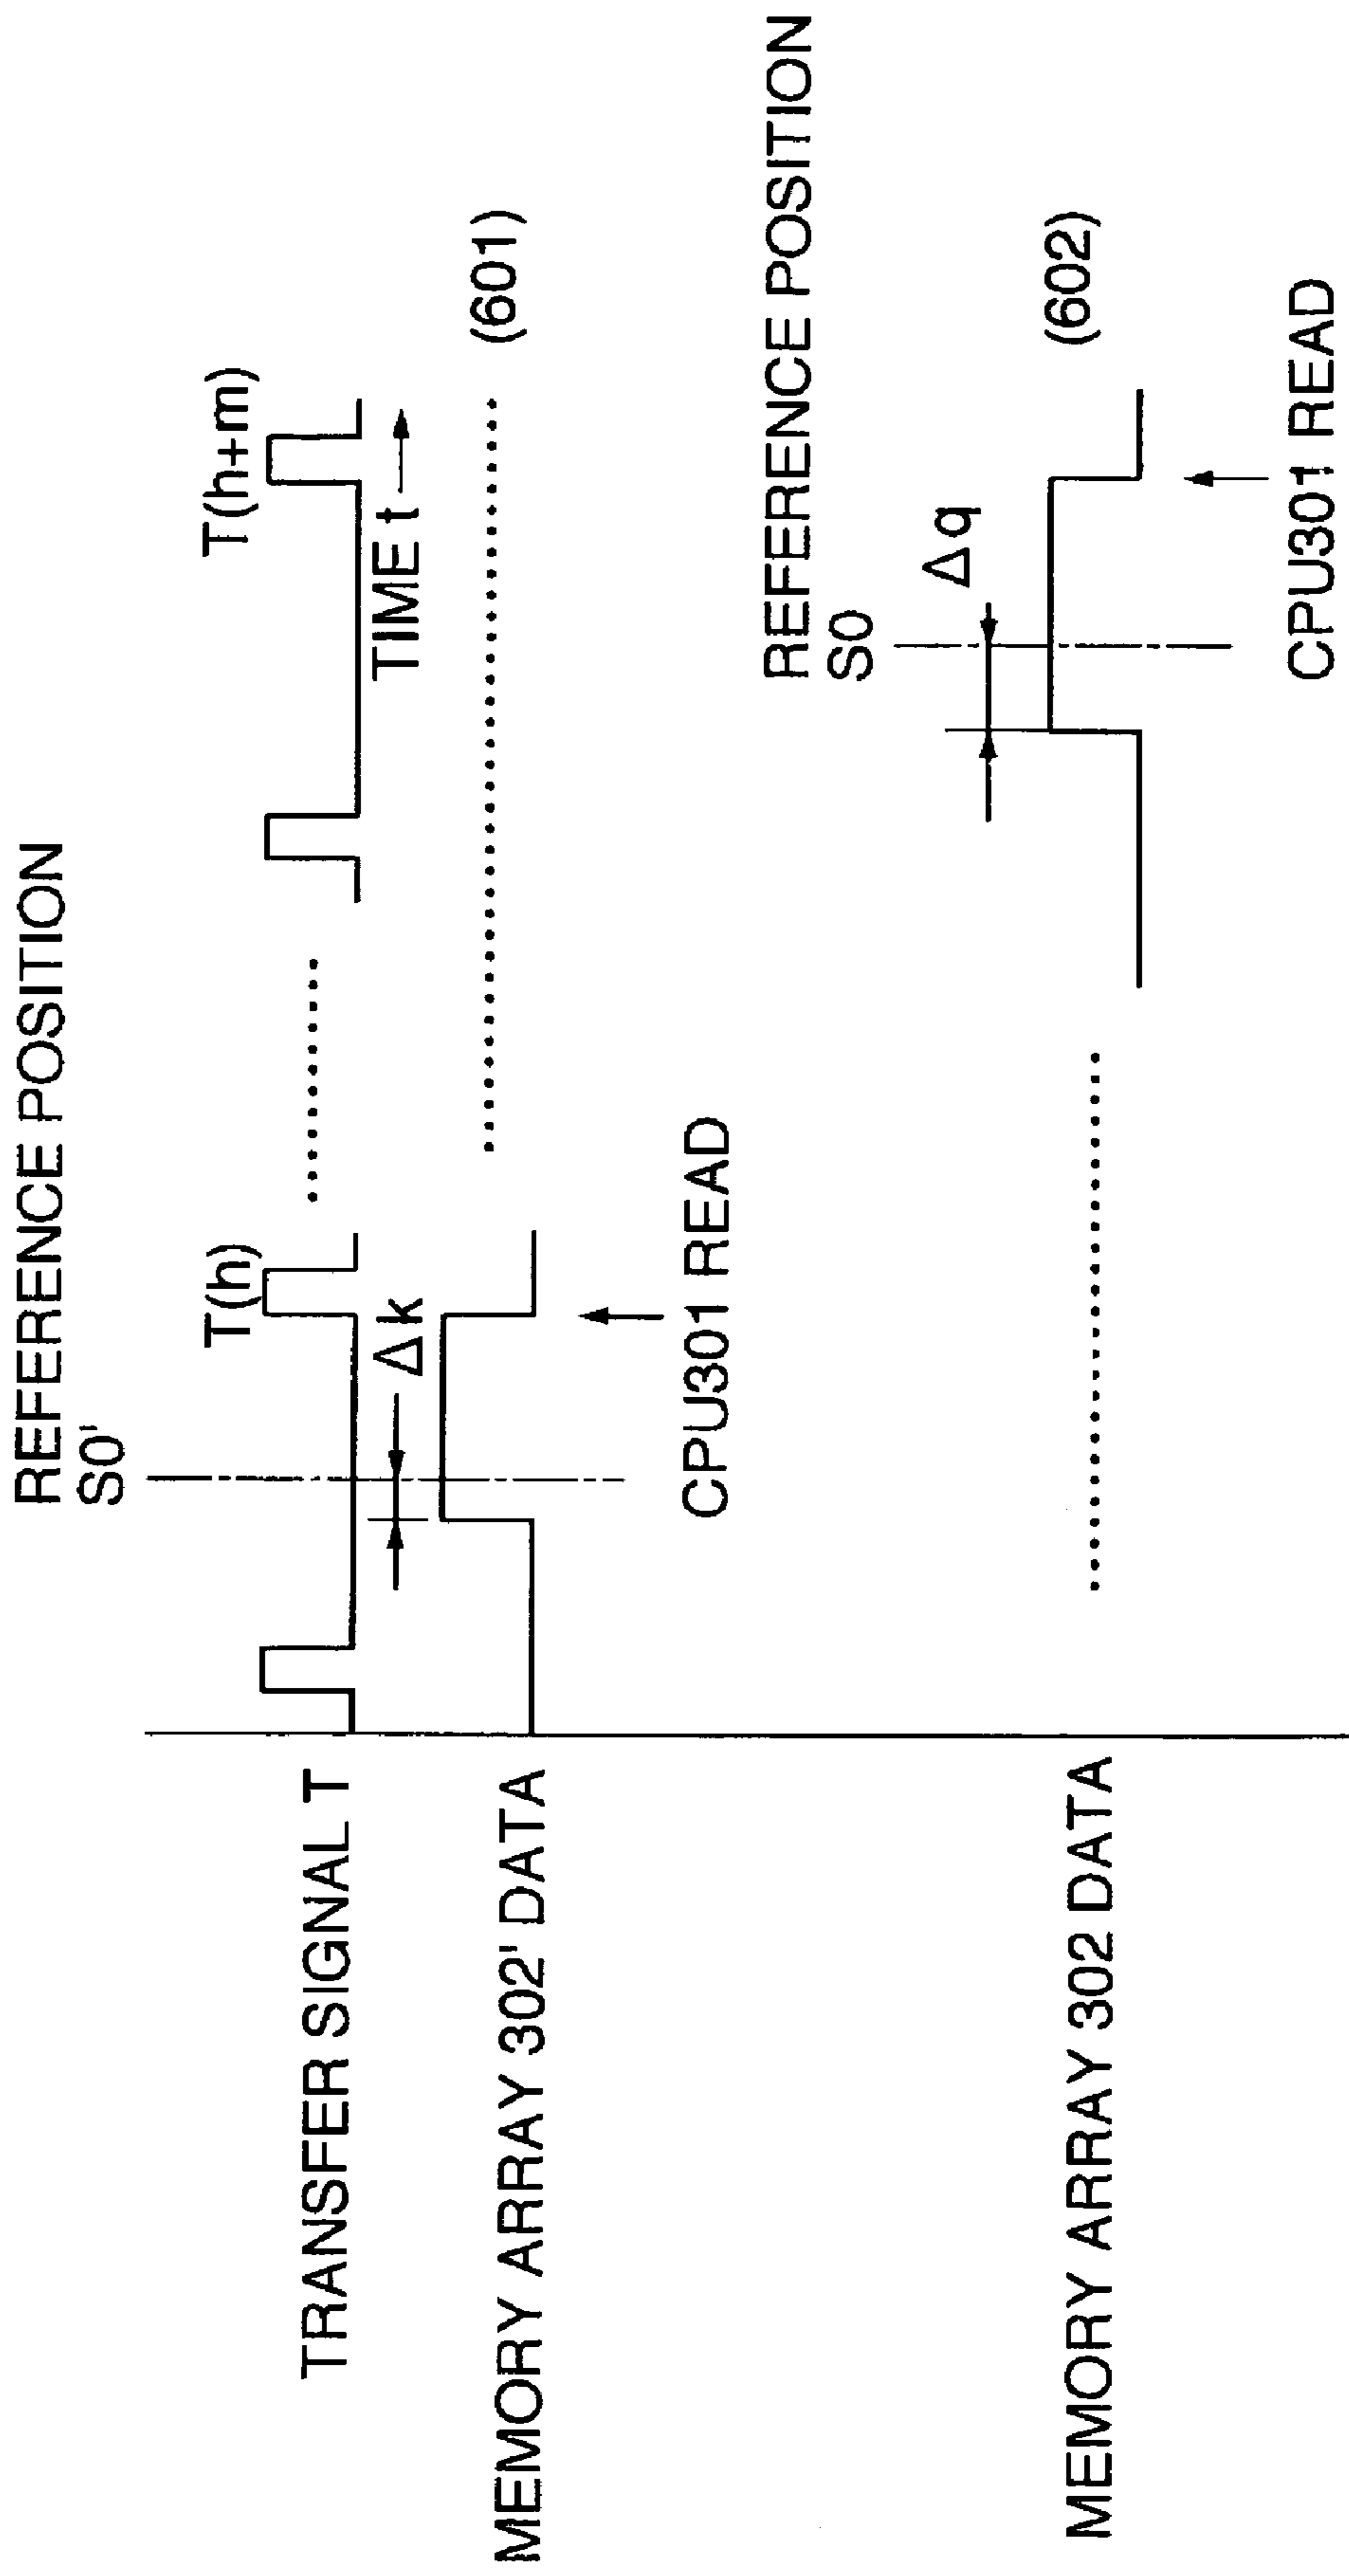 REFERENCE POSITION
S0'
T(h)
T(h+m)
TRANSFER SIGNAL T
Δk
TIME t
MEMORY ARRAY 302' DATA
(601)
CPU301 READ
REFERENCE POSITION
S0
Δq
MEMORY ARRAY 302 DATA
(602)
CPU301 READ